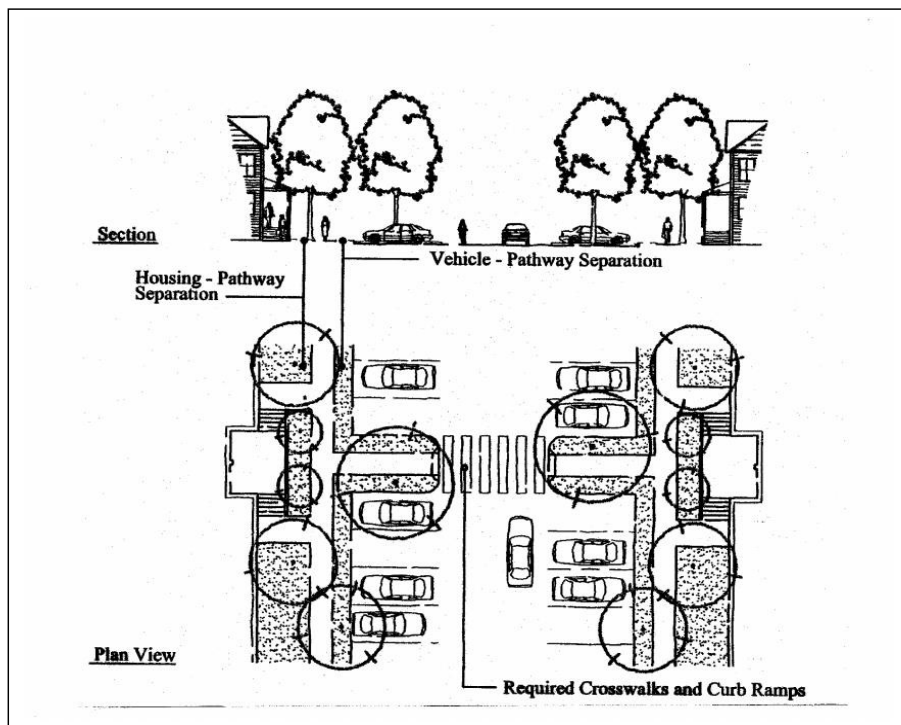 Section
Vehicle - Pathway Separation
Housing - Pathway
Separation
Plan View
Required Crosswalks and Curb Ramps